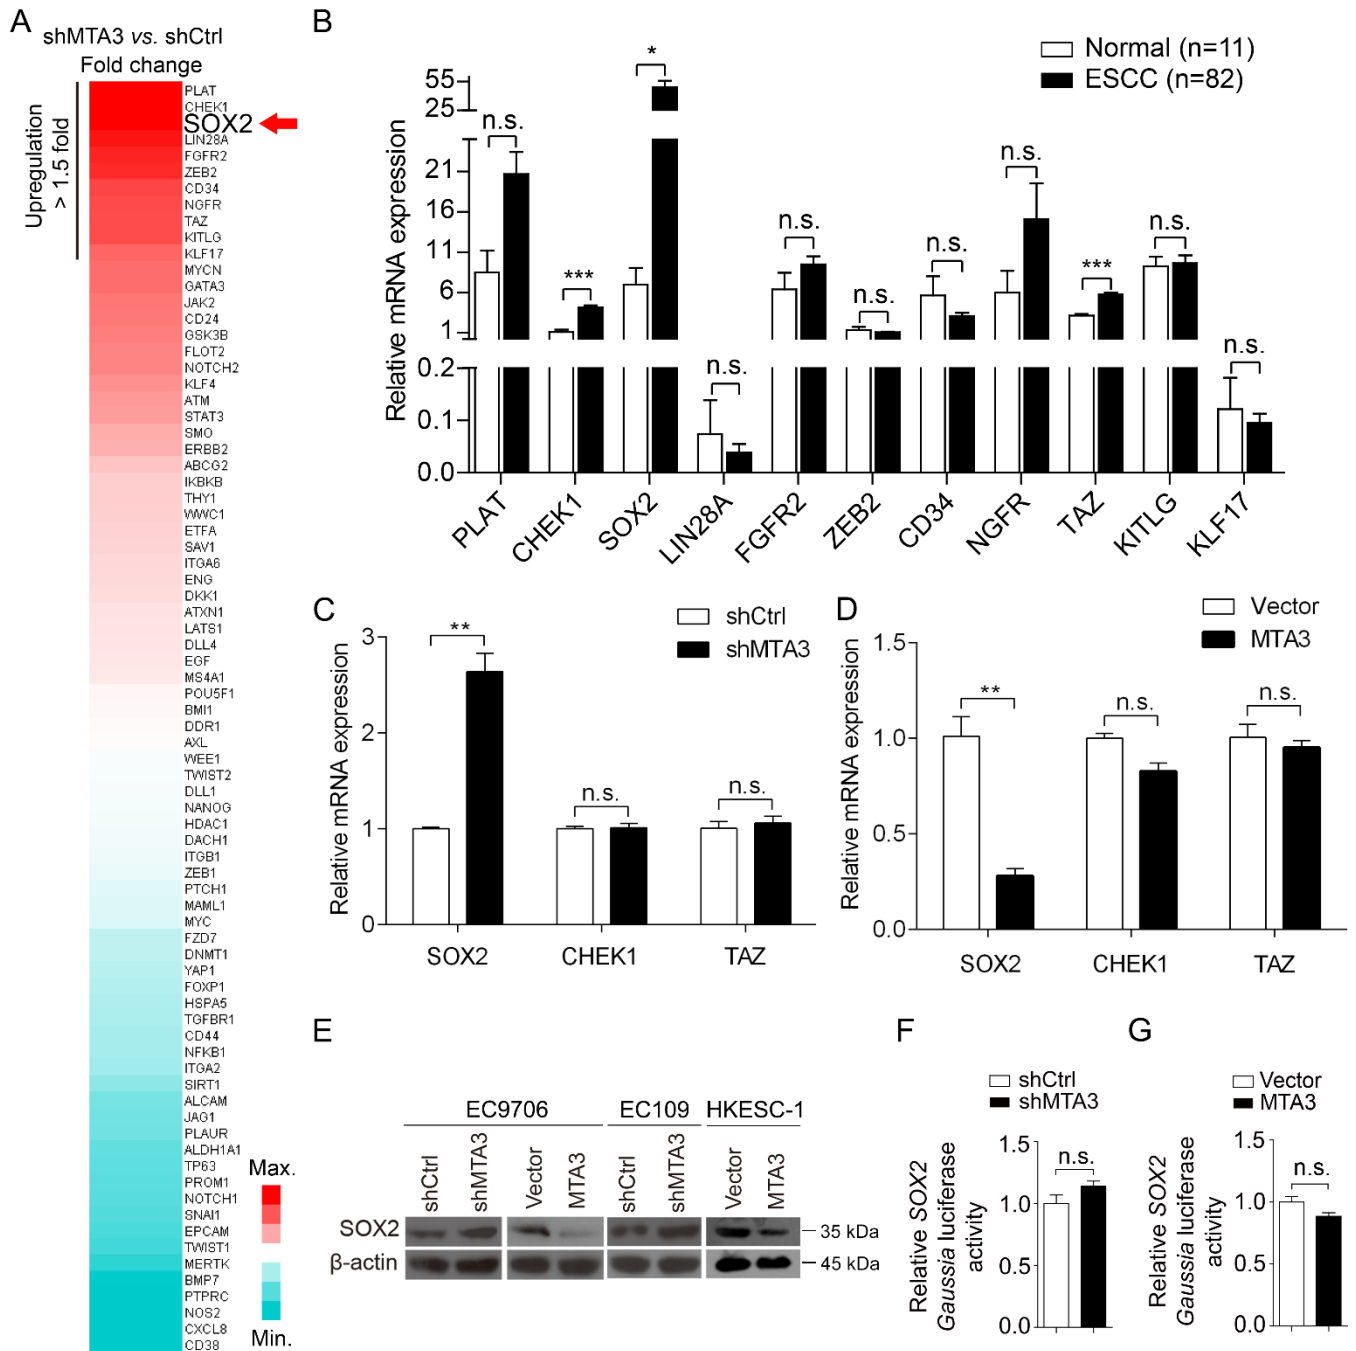 A
shMTA3 vs. shCtrl
Fold change
Upregulation
> 1.5 fold
PLAT
CHEK1
SOX2
LIN28A
FGFR2
ZEB2
CD34
NGFR
TAZ
KITLG
KLF17
MYCN
GATA3
JAK2
CD24
GSK3B
FLOT2
NOTCH2
KLF4
ATM
STAT3
SMO
ERBB2
ABCG2
IKBKB
THY1
WWC1
ETFA
SAV1
ITGA6
ENG
DKK1
ATXN1
LATS1
DLL4
EGF
MS4A1
POU5F1
BMI1
DDR1
AXL
WEE1
TWIST2
DLL1
NANOG
HDAC1
DACH1
ITGB1
ZEB1
PTCH1
MAML1
MYC
FZD7
DNMT1
YAP1
FOXP1
HSPA5
TGFBR1
CD44
NFKB1
ITGA2
SIRT1
ALCAM
JAG1
PLAUR
ALDH1A1
TP63
PROM1
NOTCH1
SNAI1
EPCAM
TWIST1
MERTK
BMP7
PTPRC
NOS2
CXCL8
CD38
Max.
Min.
B
Normal (n=11)
ESCC (n=82)
Relative mRNA expression
55
25
21
16
11
6
1
0.2
0.1
0.0
n.s.
***
*
n.s.
n.s.
n.s.
n.s.
n.s.
***
n.s.
n.s.
PLAT
CHEK1
SOX2
LIN28A
FGFR2
ZEB2
CD34
NGFR
TAZ
KITLG
KLF17
C
shCtrl
shMTA3
Relative mRNA expression
3
2
1
0
**
n.s.
n.s.
SOX2 CHEK1 TAZ
D
Vector
MTA3
Relative mRNA expression
1.5
1.0
0.5
0.0
**
n.s.
n.s.
SOX2 CHEK1 TAZ
E
EC9706 EC109 HKESC-1
shCtrl
shMTA3
Vector
MTA3
shCtrl
shMTA3
Vector
MTA3
SOX2 35 kDa
β-actin 45 kDa
F
shCtrl
shMTA3
Relative SOX2
Gaussia luciferase
activity
1.5
1.0
0.5
0.0
n.s.
G
Vector
MTA3
Relative SOX2
Gaussia luciferase
activity
1.5
1.0
0.5
0.0
n.s.